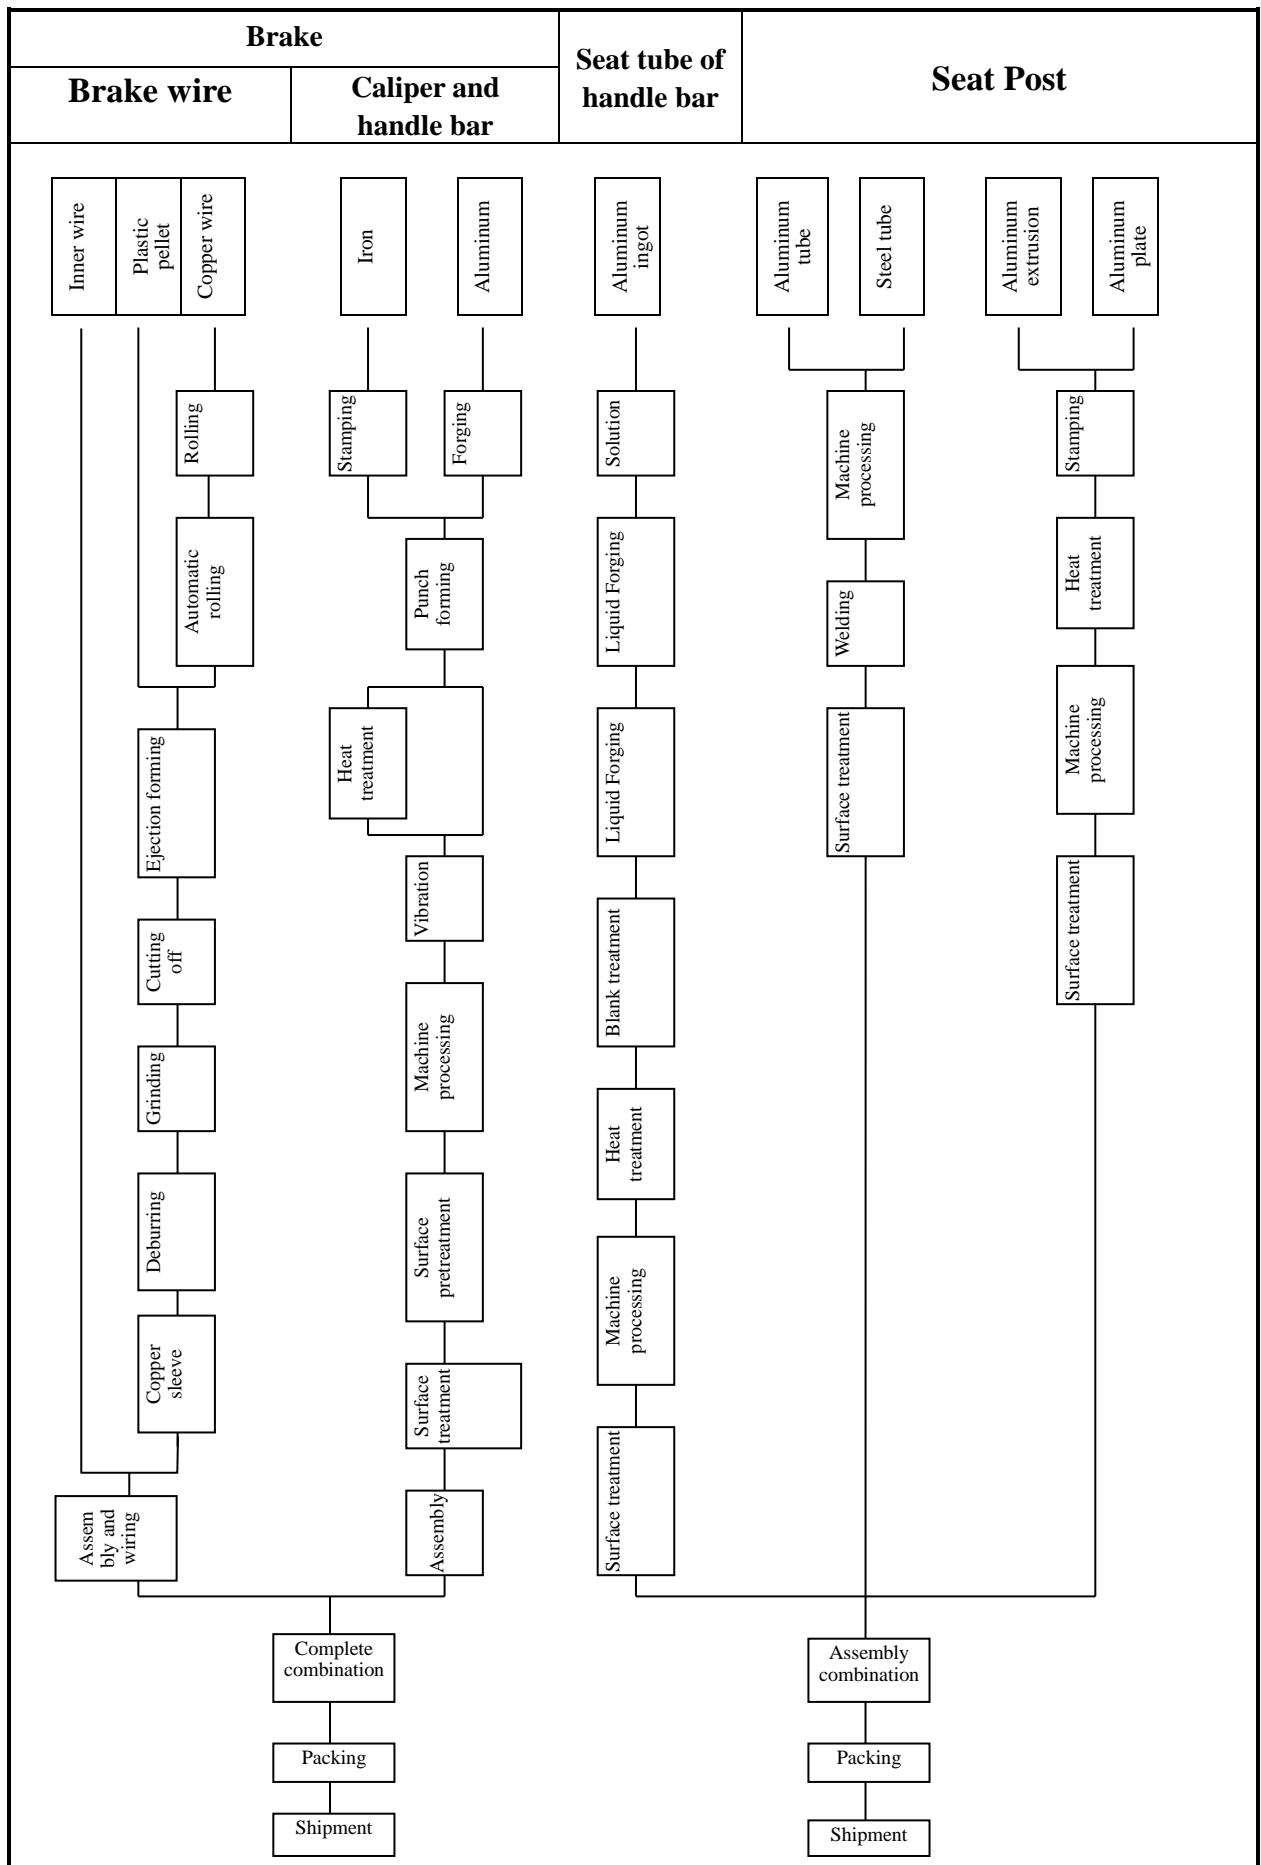 Brake
Brake wire
Caliper and
handle bar
Seat tube of
handle bar
Seat Post
Inner wire
Plastic
pellet
Copper wire
Iron
Aluminum
Aluminum
ingot
Aluminum
tube
Steel tube
Aluminum
extrusion
Aluminum
plate
Rolling
Automatic
rolling
Ejection forming
Cutting
off
Grinding
Deburring
Copper
sleeve
Assem
bly and
wiring
Stamping
Forging
Punch
forming
Heat
treatment
Vibration
Machine
processing
Surface
pretreatment
Surface
treatment
Assembly
Complete
combination
Packing
Shipment
Solution
Liquid Forging
Liquid Forging
Blank treatment
Heat
treatment
Machine
processing
Surface treatment
Machine
processing
Welding
Surface treatment
Stamping
Heat
treatment
Machine
processing
Surface treatment
Assembly
combination
Packing
Shipment